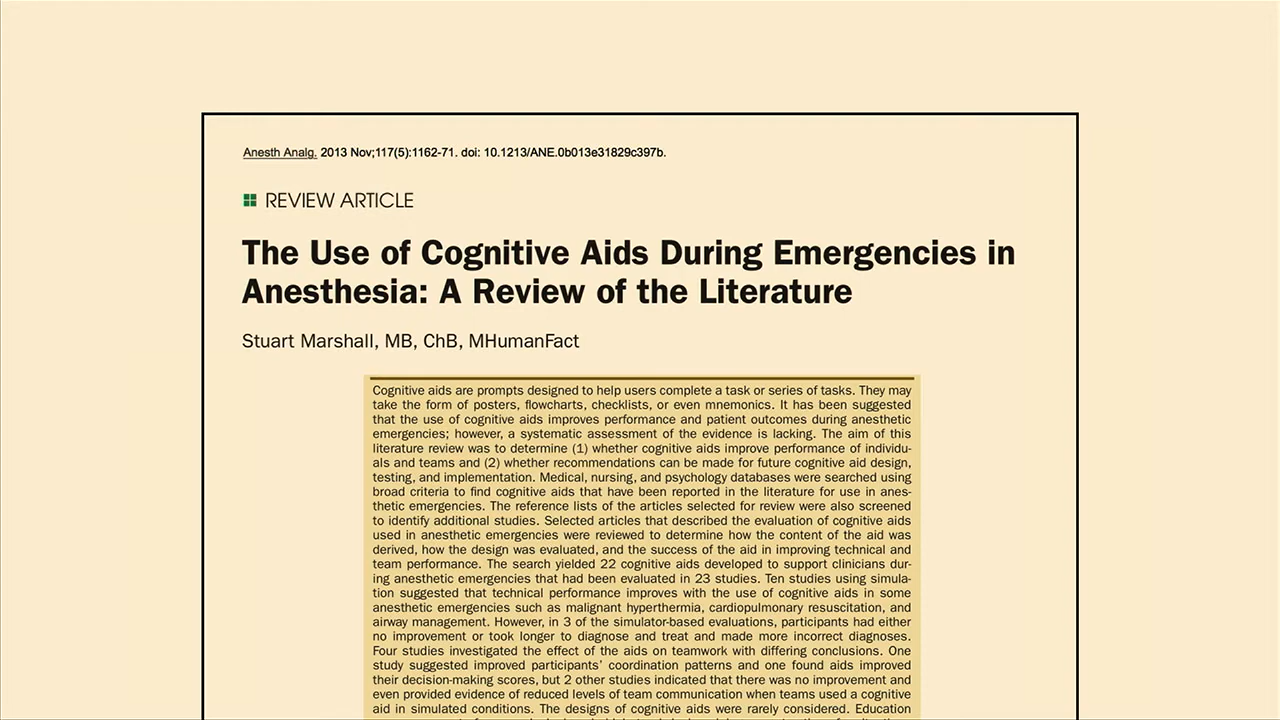 Anesth Analg. 2013 Nov;117(5):1162-71. doi: 10.1213/ANE.0b013e31829c397b.
REVIEW ARTICLE
The Use of Cognitive Aids During Emergencies in
Anesthesia: A Review of the Literature
Stuart Marshall, MB, ChB, MHumanFact
Cognitive aids are prompts designed to help users complete a task or series of tasks. They may
take the form of posters, flowcharts, checklists, or even mnemonics. It has been suggested
that the use of cognitive aids improves performance and patient outcomes during anesthetic
emergencies; however, a systematic assessment of the evidence is lacking. The aim of this
literature review was to determine (1) whether cognitive aids improve performance of individu-
als and teams and (2) whether recommendations can be made for future cognitive aid design,
testing, and implementation. Medical, nursing, and psychology databases were searched using
broad criteria to find cognitive aids that have been reported in the literature for use in anes-
thetic emergencies. The reference lists of the articles selected for review were also screened
to identify additional studies. Selected articles that described the evaluation of cognitive aids
used in anesthetic emergencies were reviewed to determine how the content of the aid was
derived, how the design was evaluated, and the success of the aid in improving technical and
team performance. The search yielded 22 cognitive aids developed to support clinicians dur-
ing anesthetic emergencies that had been evaluated in 23 studies. Ten studies using simula-
tion suggested that technical performance improves with the use of cognitive aids in some
anesthetic emergencies such as malignant hyperthermia, cardiopulmonary resuscitation, and
airway management. However, in 3 of the simulator-based evaluations, participants had either
no improvement or took longer to diagnose and treat and made more incorrect diagnoses.
Four studies investigated the effect of the aids on teamwork with differing conclusions. One
study suggested improved participants' coordination patterns and one found aids improved
their decision-making scores, but 2 other studies indicated that there was no improvement and
even provided evidence of reduced levels of team communication when teams used a cognitive
aid in simulated conditions. The designs of cognitive aids were rarely considered. Education